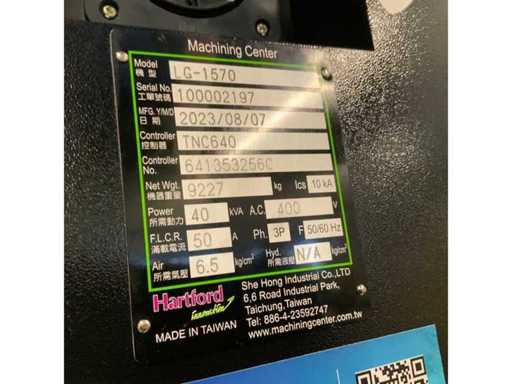 Machining Center
Model LG-1570
機 型
Serial No. 100002197
工單號碼
MFG.Y/M/D 2023/08/07
日 期
Controller TNC640
控制器
Controller No. 641353256C
Net Wgt. 9227 kg Ics 10 kA
機器重量
Power 40 KVA A.C. 400 V
所需動力
F.L.C.R. 50 A Ph. 3P F 50/60 Hz
滿載電流
Air 6.5 kg/cm² Hyd. N/A kg/cm²
所需氣壓 所需液壓
Hartford
innovation
MADE IN TAIWAN
She Hong Industrial Co.,LTD
6,6 Road Industrial Park,
Taichung,Taiwan
Tel: 886-4-23592747
www.machiningcenter.com.tw